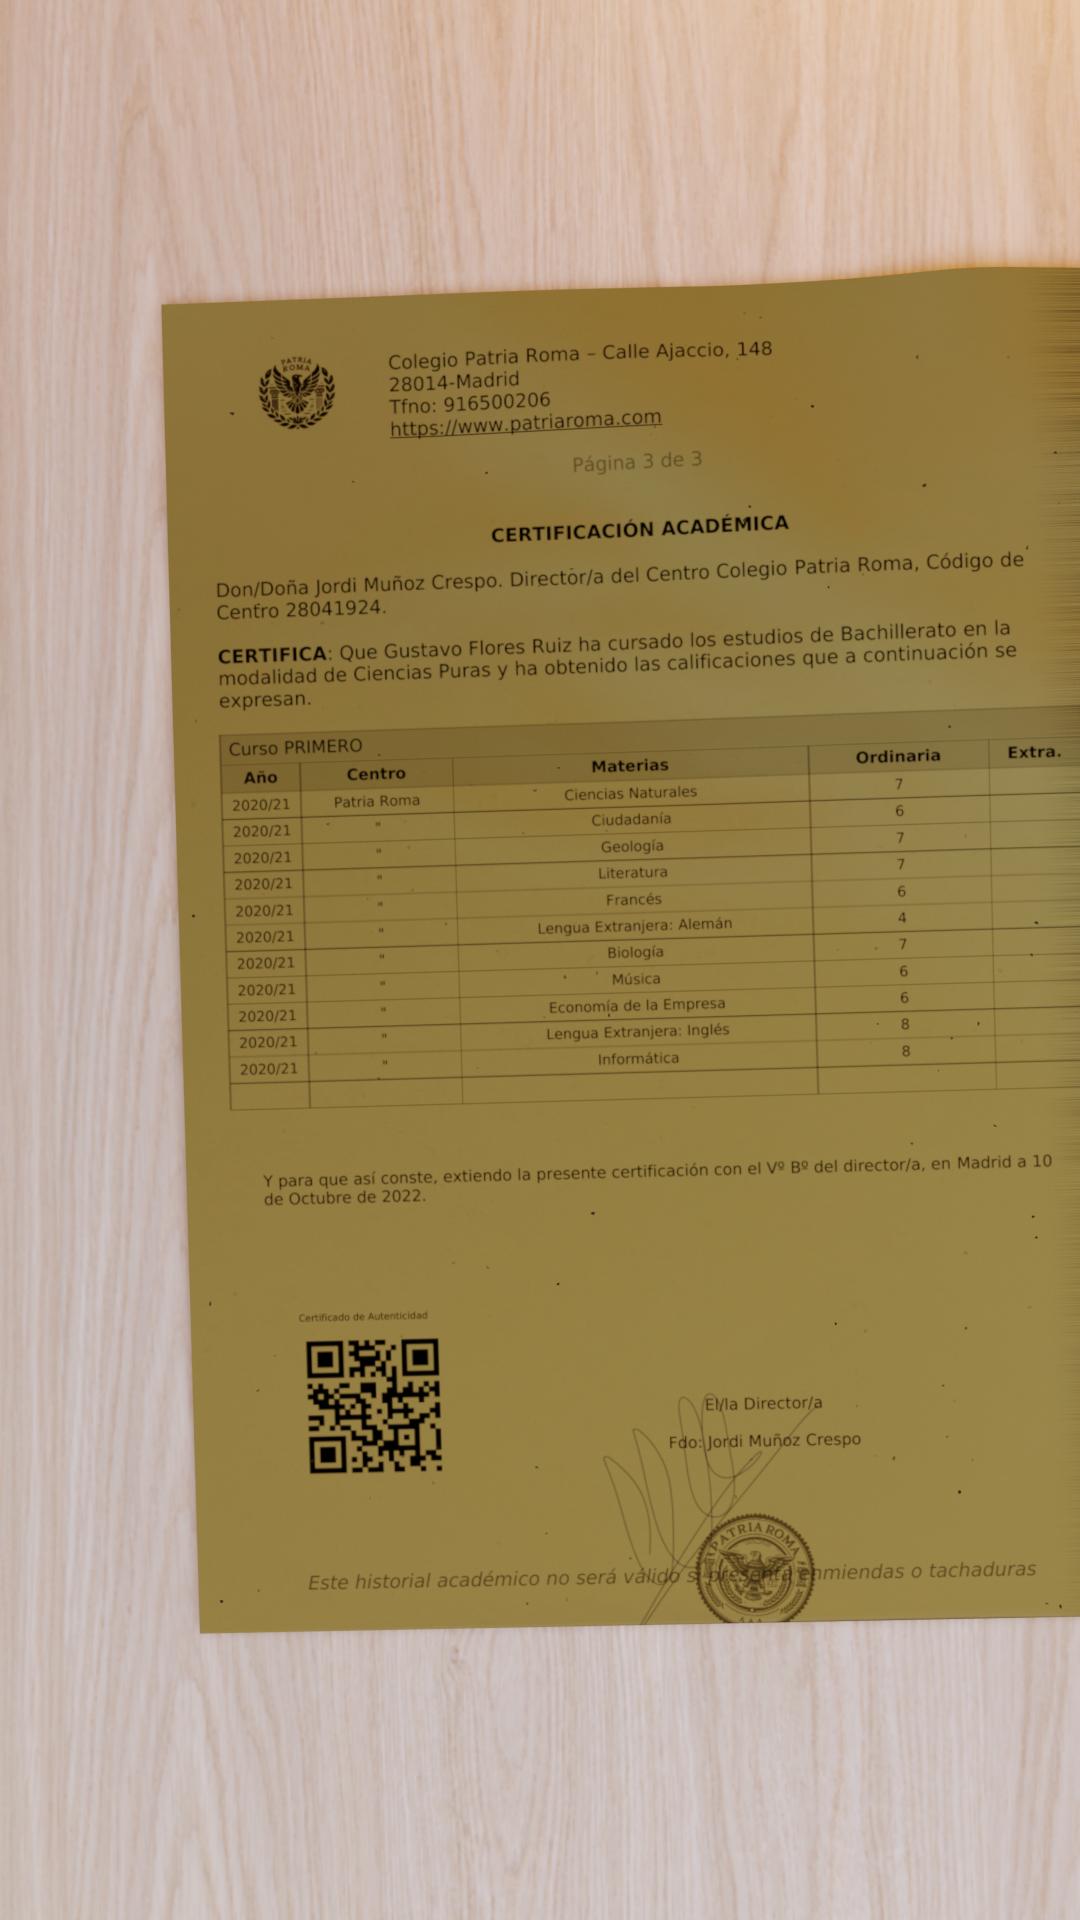 PATRIA
ROMA
Colegio Patria Roma – Calle Ajaccio, 148
28014-Madrid
Tfno: 916500206
https://www.patriaroma.com
Página 3 de 3
CERTIFICACIÓN ACADÉMICA
Don/Doña Jordi Muñoz Crespo. Director/a del Centro Colegio Patria Roma, Código de
Centro 28041924.
CERTIFICA: Que Gustavo Flores Ruiz ha cursado los estudios de Bachillerato en la
modalidad de Ciencias Puras y ha obtenido las calificaciones que a continuación se
expresan.
Curso PRIMERO
Año Centro Materias Ordinaria Extra.
2020/21 Patria Roma Ciencias Naturales 7
2020/21 " Ciudadanía 6
2020/21 " Geología 7
2020/21 " Literatura 7
2020/21 " Francés 6
2020/21 " Lengua Extranjera: Alemán 4
2020/21 " Biología 7
2020/21 " Música 6
2020/21 " Economía de la Empresa 6
2020/21 " Lengua Extranjera: Inglés 8
2020/21 " Informática 8
Y para que así conste, extiendo la presente certificación con el Vº Bº del director/a, en Madrid a 10
de Octubre de 2022.
Certificado de Autenticidad
El/la Director/a
Fdo: Jordi Muñoz Crespo
PATRIA ROMA
Este historial académico no será válido si presenta enmiendas o tachaduras